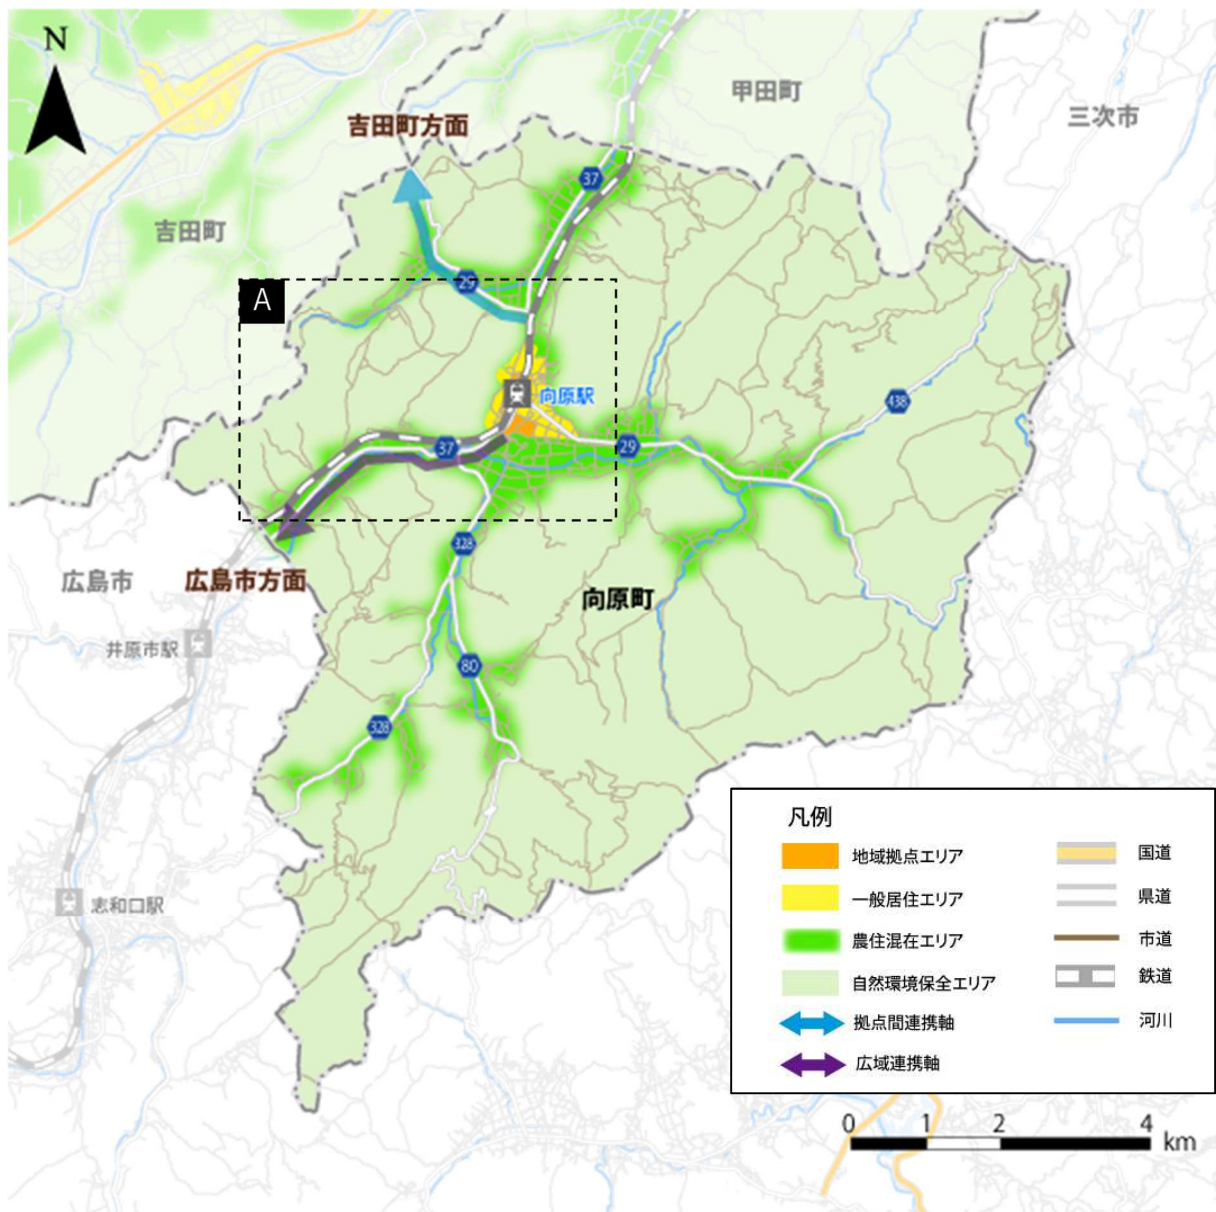 N
甲田町
三次市
吉田町方面
37
吉田町
29
A
向原駅
438
37
29
328
広島市
広島市方面
向原町
井原市駅
80
328
凡例
地域拠点エリア
国道
一般居住エリア
県道
農住混在エリア
市道
自然環境保全エリア
鉄道
拠点間連携軸
河川
広域連携軸
志和口駅
0 1 2 4 km